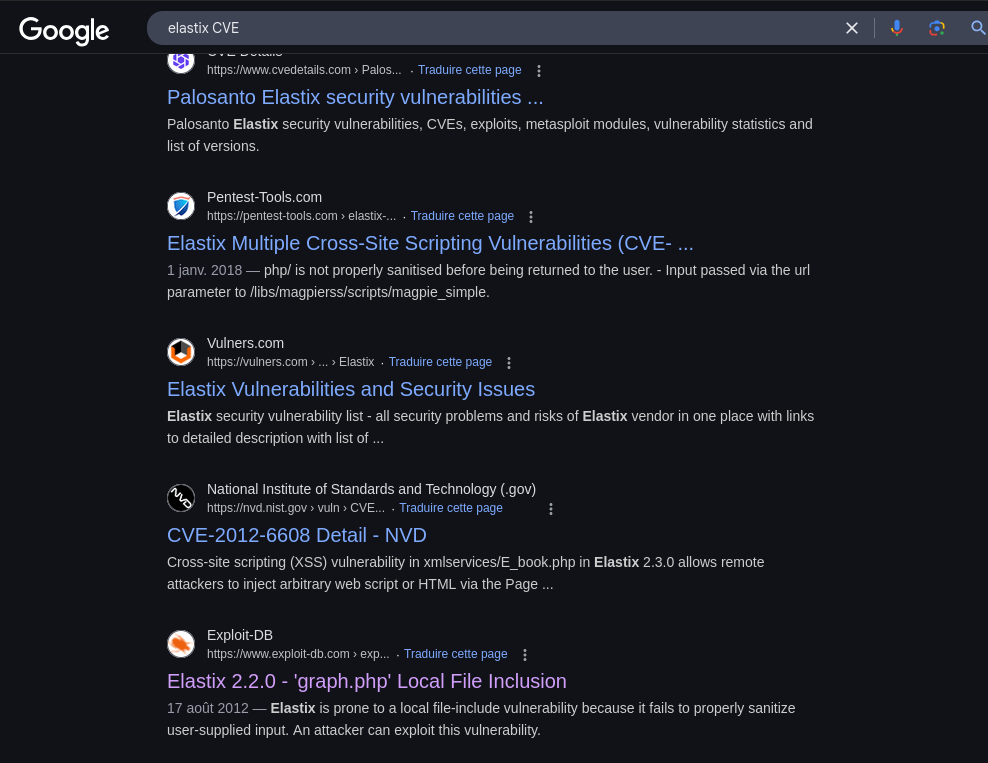 Google
elastix CVE
CVE Details
https://www.cvedetails.com › Palos... · Traduire cette page
Palosanto Elastix security vulnerabilities ...
Palosanto Elastix security vulnerabilities, CVEs, exploits, metasploit modules, vulnerability statistics and
list of versions.
Pentest-Tools.com
https://pentest-tools.com › elastix-... · Traduire cette page
Elastix Multiple Cross-Site Scripting Vulnerabilities (CVE- ...
1 janv. 2018 — php/ is not properly sanitised before being returned to the user. - Input passed via the url
parameter to /libs/magpierss/scripts/magpie_simple.
Vulners.com
https://vulners.com › ... › Elastix · Traduire cette page
Elastix Vulnerabilities and Security Issues
Elastix security vulnerability list - all security problems and risks of Elastix vendor in one place with links
to detailed description with list of ...
NVD
National Institute of Standards and Technology (.gov)
https://nvd.nist.gov › vuln › CVE... · Traduire cette page
CVE-2012-6608 Detail - NVD
Cross-site scripting (XSS) vulnerability in xmlservices/E_book.php in Elastix 2.3.0 allows remote
attackers to inject arbitrary web script or HTML via the Page ...
Exploit-DB
https://www.exploit-db.com › exp... · Traduire cette page
Elastix 2.2.0 - 'graph.php' Local File Inclusion
17 août 2012 — Elastix is prone to a local file-include vulnerability because it fails to properly sanitize
user-supplied input. An attacker can exploit this vulnerability.